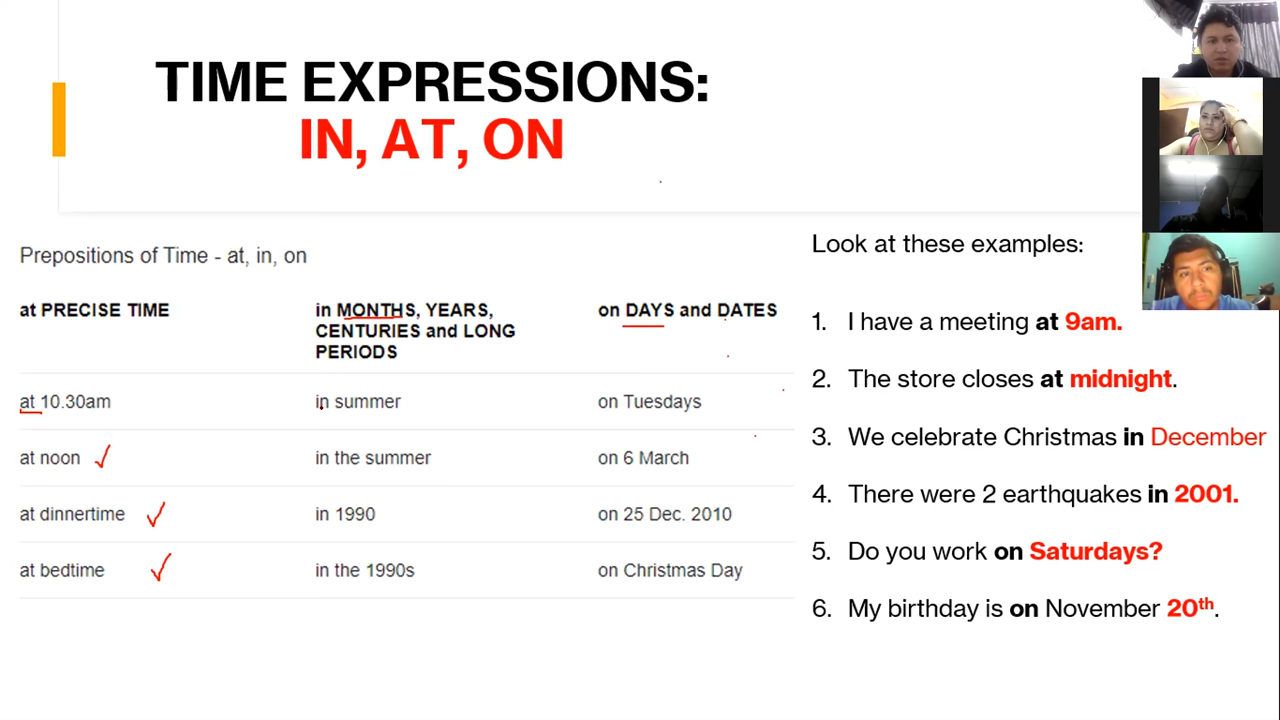 TIME EXPRESSIONS:
IN, AT, ON
Prepositions of Time - at, in, on
at PRECISE TIME
in MONTHS, YEARS,
CENTURIES and LONG
PERIODS
on DAYS and DATES
at 10.30am
in summer
on Tuesdays
at noon
in the summer
on 6 March
at dinnertime
in 1990
on 25 Dec. 2010
at bedtime
in the 1990s
on Christmas Day
Look at these examples:
1. I have a meeting at 9am.
2. The store closes at midnight.
3. We celebrate Christmas in December
4. There were 2 earthquakes in 2001.
5. Do you work on Saturdays?
6. My birthday is on November 20th.